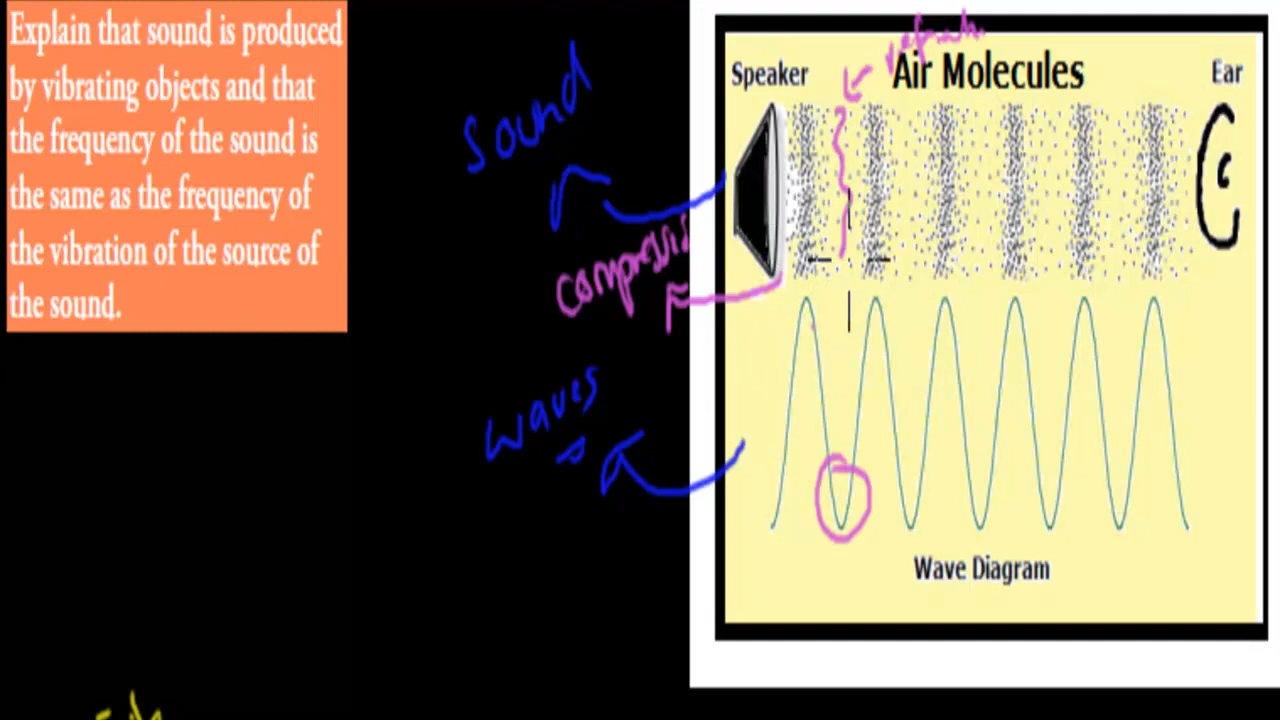 Explain that sound is produced
by vibrating objects and that
the frequency of the sound is
the same as the frequency of
the vibration of the source of
the sound.
sound
compressi
waves
Speaker
Air Molecules
Ear
Wave Diagram